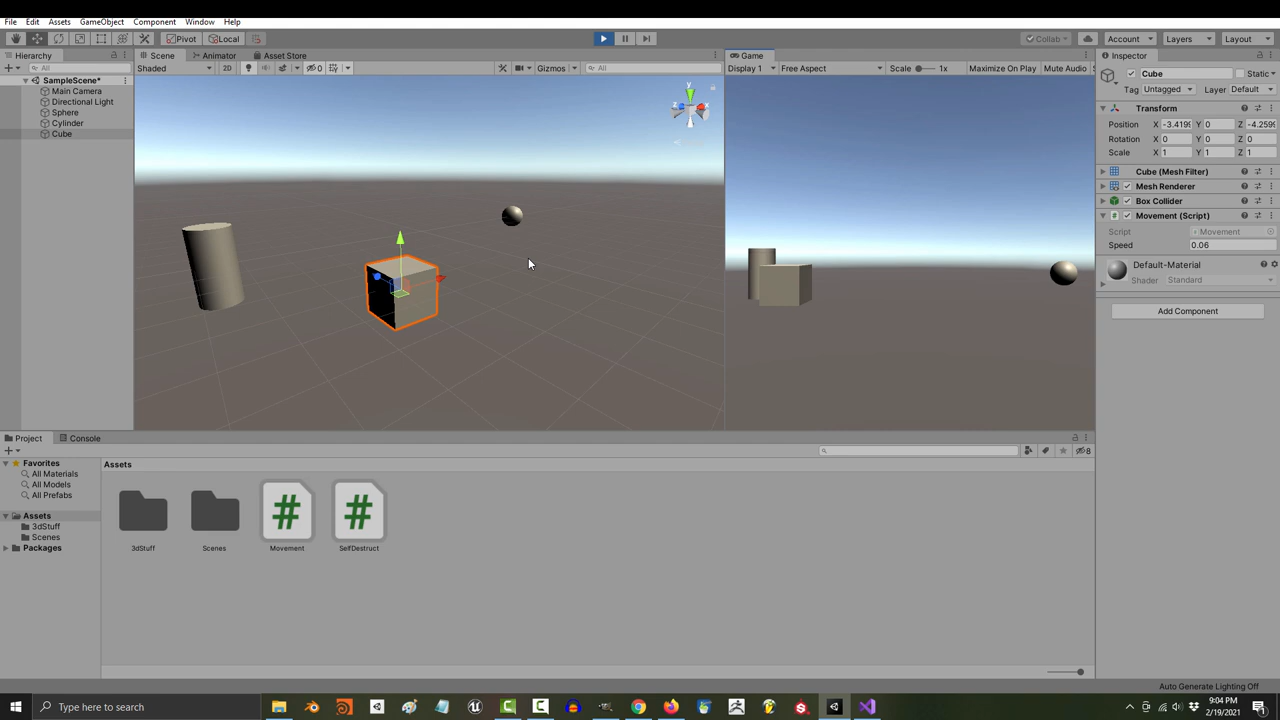 File Edit Assets GameObject Component Window Help
Pivot Local Collab Account Layers Layout
Hierarchy Scene Animator Asset Store Game Inspector
All Shaded 2D 0 Gizmos All Display 1 Free Aspect Scale 1x Maximize On Play Mute Audio
Cube Static
SampleScene*
Tag Untagged Layer Default
Main Camera
Directional Light
Sphere
Cylinder
Cube
y
x
z
Transform
Position X -3.4199 Y 0 Z -4.2599
Rotation X 0 Y 0 Z 0
Scale X 1 Y 1 Z 1
Cube (Mesh Filter)
Mesh Renderer
Box Collider
# Movement (Script)
Script Movement
Speed 0.06
Default-Material
Shader Standard
Add Component
Project Console
8
Favorites
All Materials
All Models
All Prefabs
Assets
3dStuff
Scenes
Packages
Assets
# #
3dStuff Scenes Movement SelfDestruct
Auto Generate Lighting Off
Type here to search
9:04 PM
2/19/2021
1